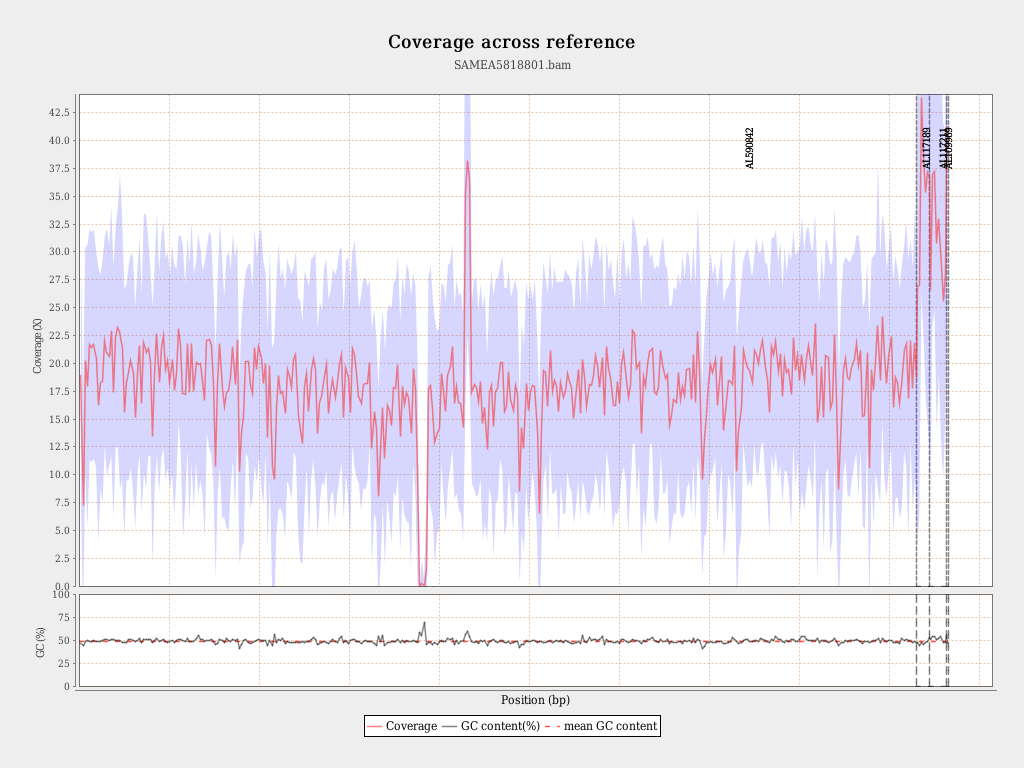 Coverage across reference
SAMEA5818801.bam
Coverage (X)
42.5
40.0
37.5
35.0
32.5
30.0
27.5
25.0
22.5
20.0
17.5
15.0
12.5
10.0
7.5
5.0
2.5
0.0
AL590842
AL117189
AL117211
AL109969
GC (%)
100
75
50
25
0
Position (bp)
Coverage GC content(%) mean GC content